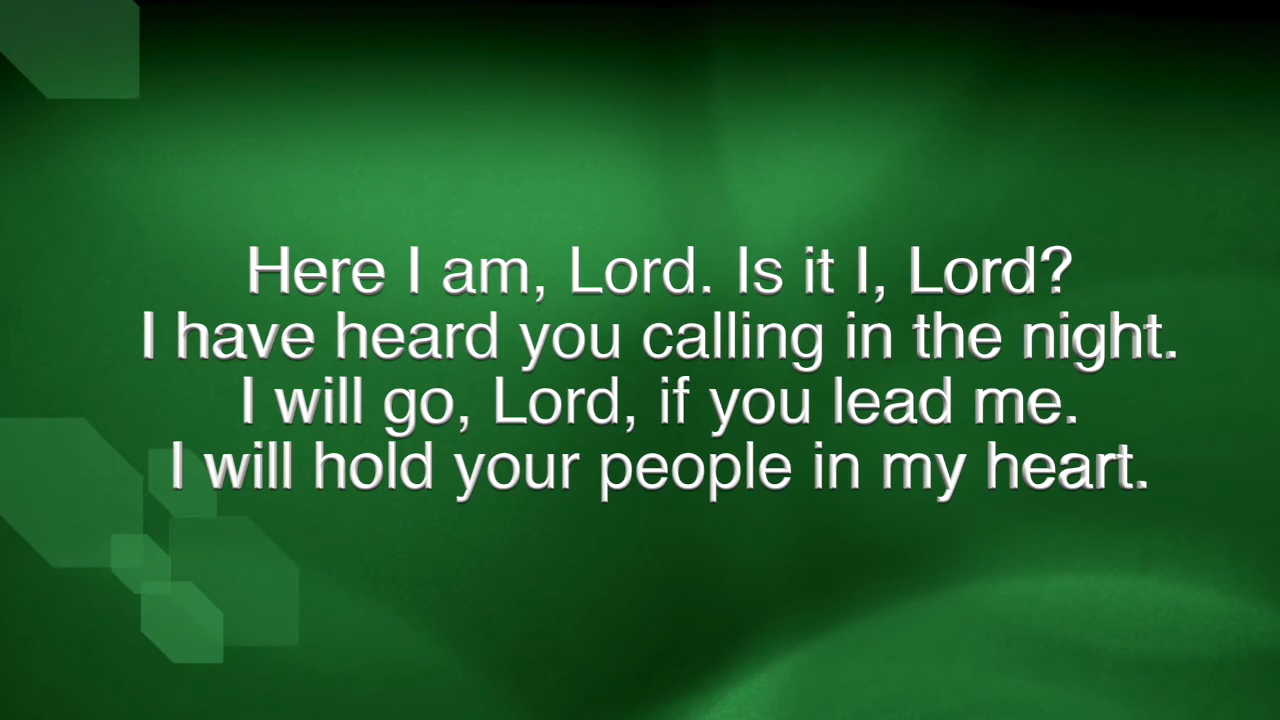 Here I am, Lord. Is it I, Lord?
I have heard you calling in the night.
I will go, Lord, if you lead me.
I will hold your people in my heart.